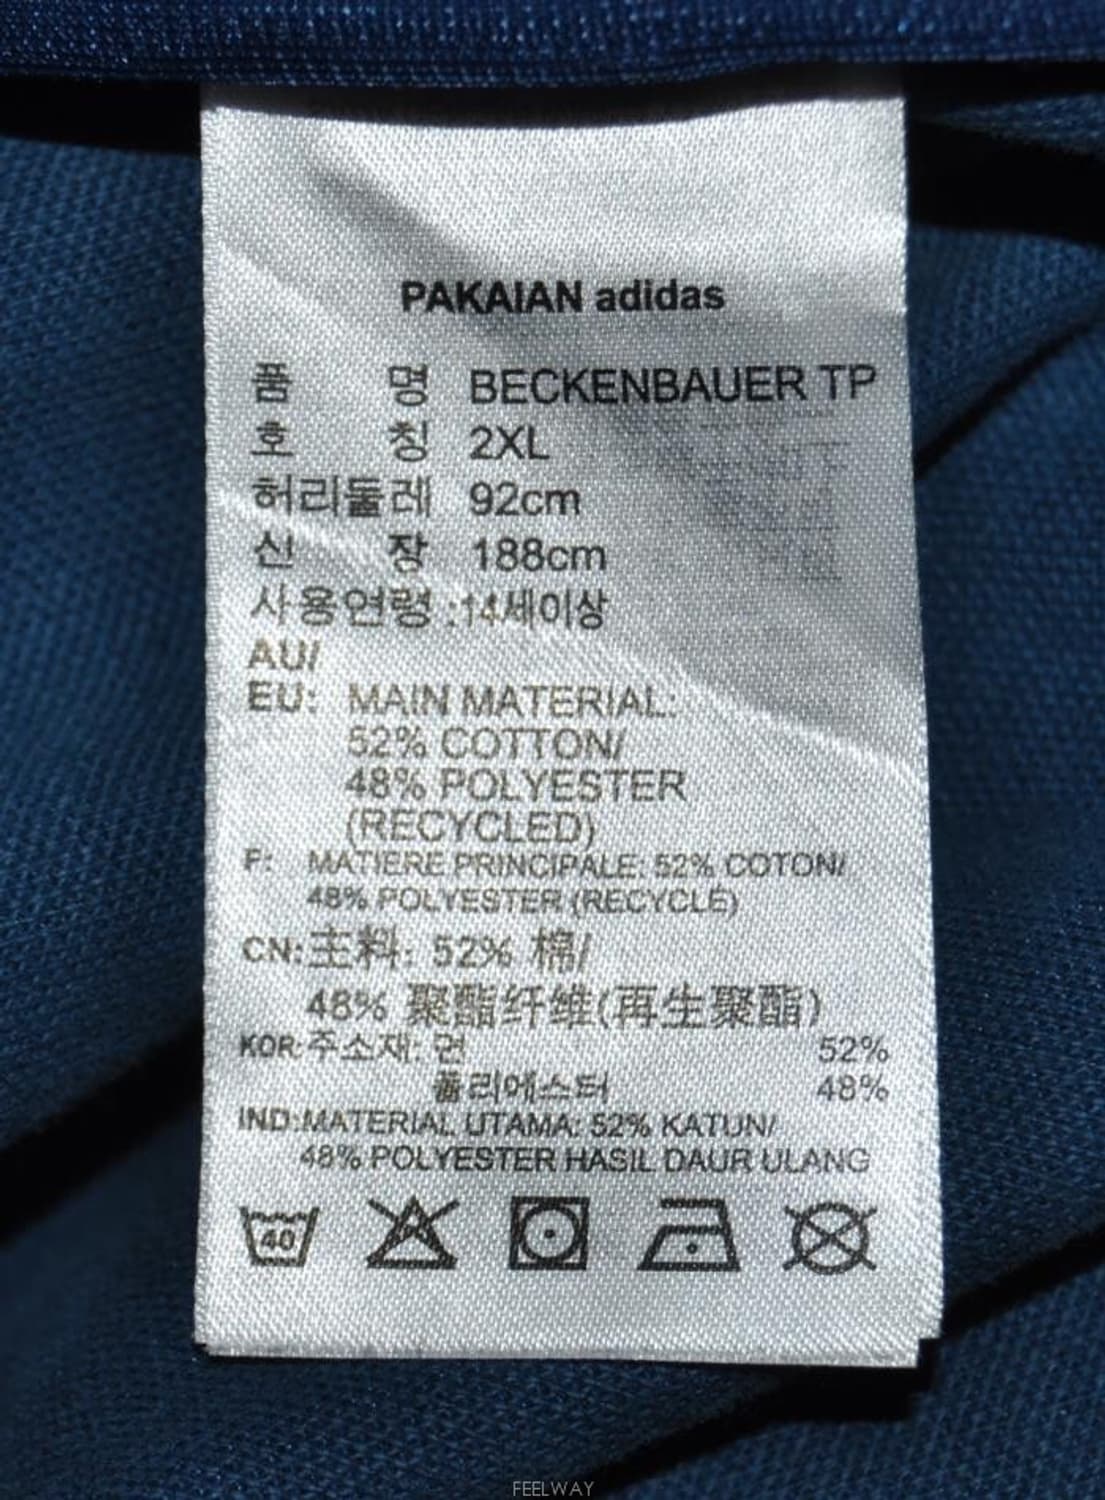 PAKAIAN adidas
품 명 BECKENBAUER TP
호 칭 2XL
허리둘레 92cm
신 장 188cm
사용연령 :14세이상
AU/
EU: MAIN MATERIAL:
52% COTTON/
48% POLYESTER
(RECYCLED)
F: MATIERE PRINCIPALE: 52% COTON/
48% POLYESTER (RECYCLÉ)
CN:主料: 52% 棉/
48% 聚酯纤维(再生聚酯)
KOR:주소재: 면 52%
폴리에스터 48%
IND:MATERIAL UTAMA: 52% KATUN/
48% POLYESTER HASIL DAUR ULANG
40
FEELWAY